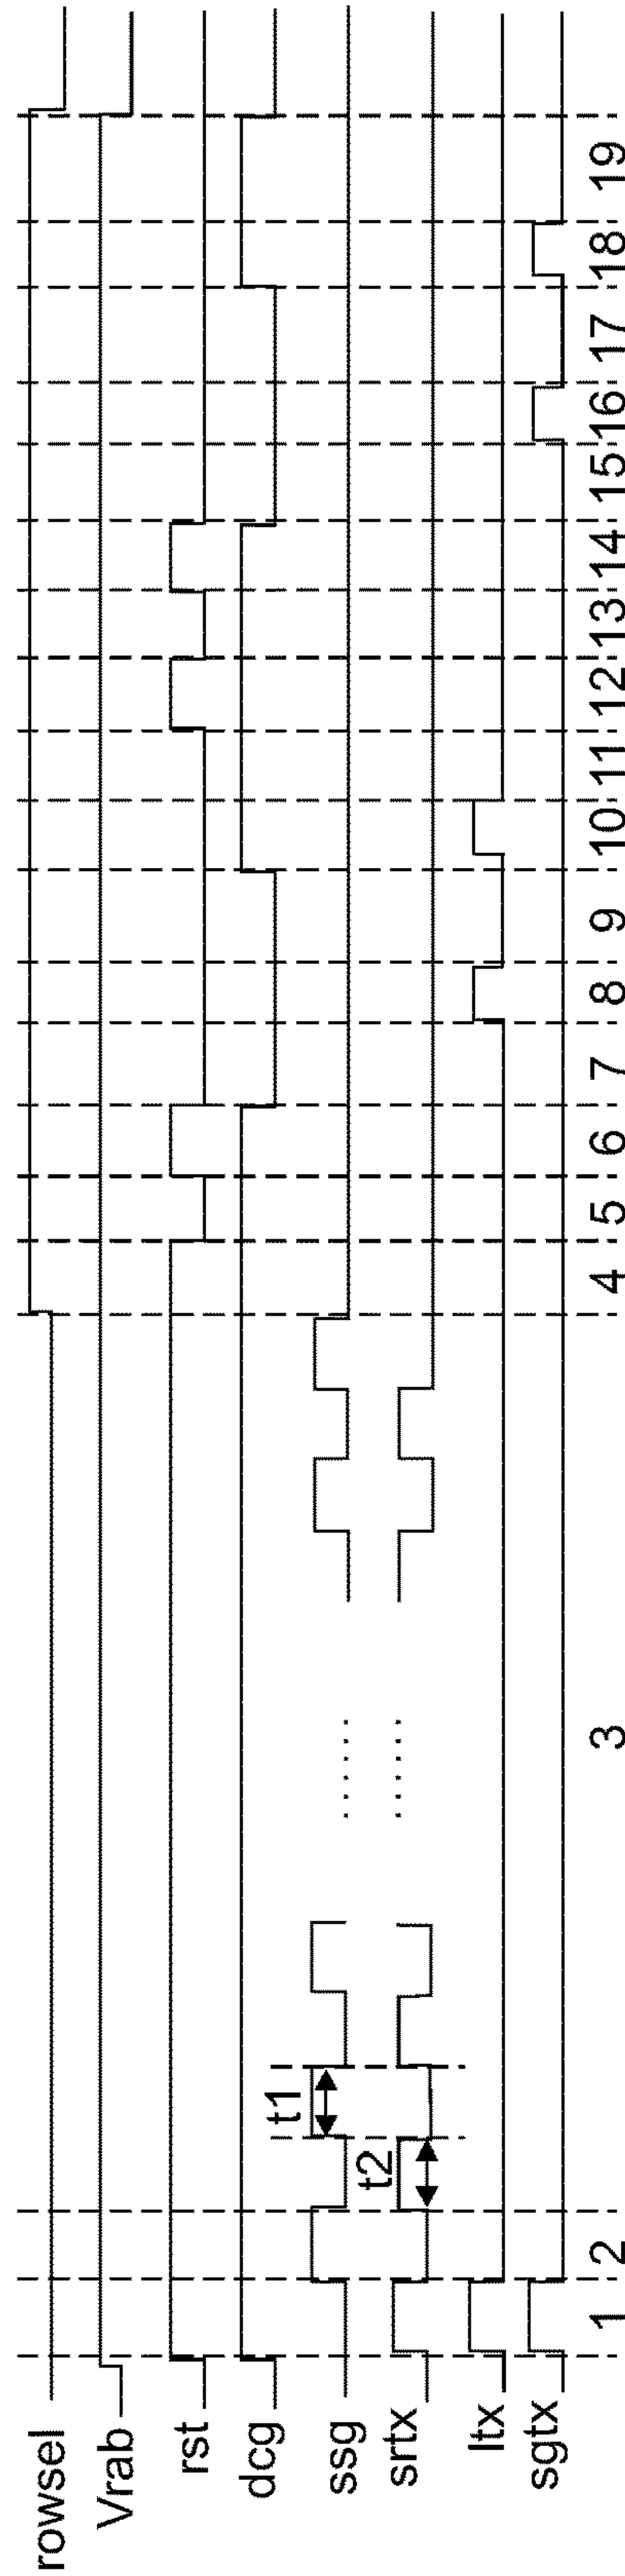 rowsel
Vrab
rst
dcg
ssg
t1
srtx
t2
ltx
sgtx
1 2 3 4 5 6 7 8 9 10 11 12 13 14 15 16 17 18 19